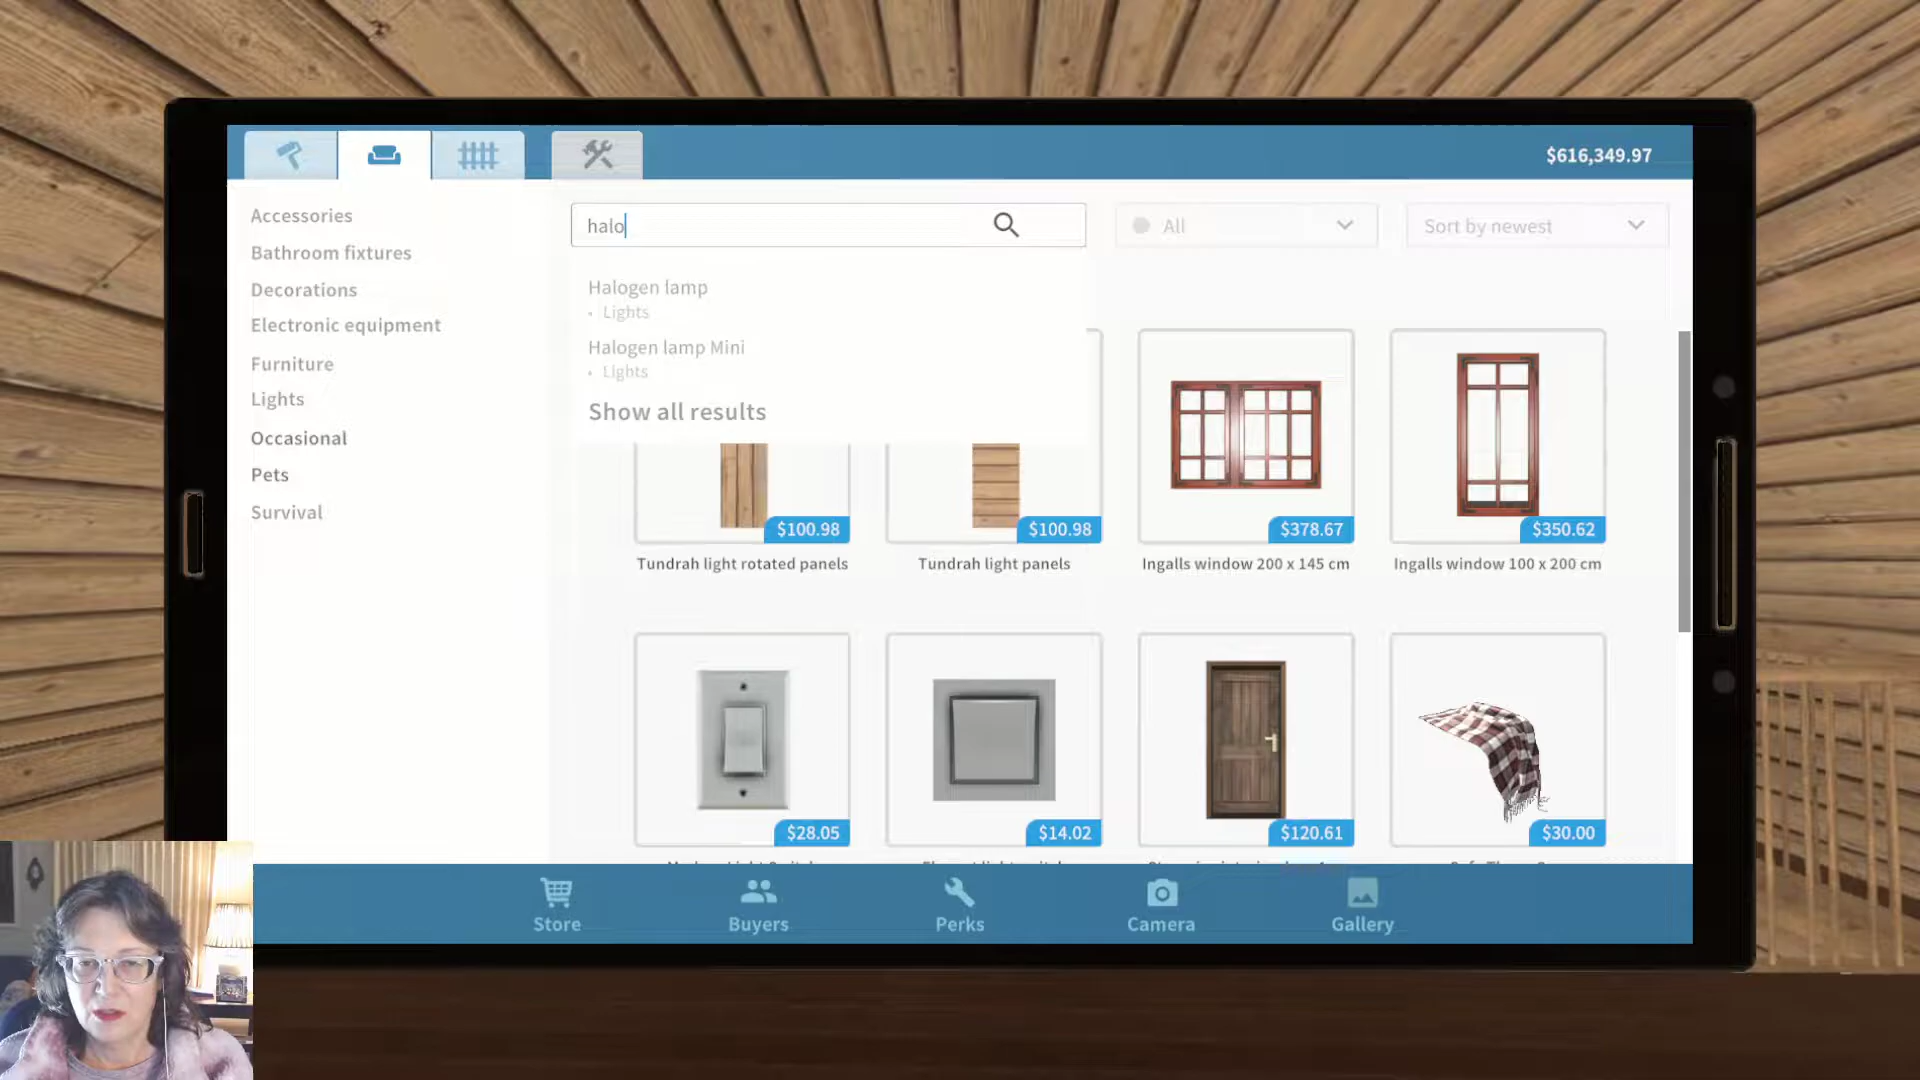 $616,349.97
Accessories
Bathroom fixtures
Decorations
Electronic equipment
Furniture
Lights
Occasional
Pets
Survival
halo
All
Sort by newest
Halogen lamp
• Lights
Halogen lamp Mini
• Lights
Show all results
$100.98
$100.98
$378.67
$350.62
Tundrah light rotated panels
Tundrah light panels
Ingalls window 200 x 145 cm
Ingalls window 100 x 200 cm
$28.05
$14.02
$120.61
$30.00
Store
Buyers
Perks
Camera
Gallery